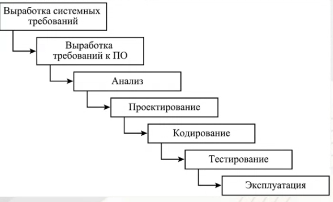 Выработка системных
требований
Выработка
требований к ПО
Анализ
Проектирование
Кодирование
Тестирование
Эксплуатация